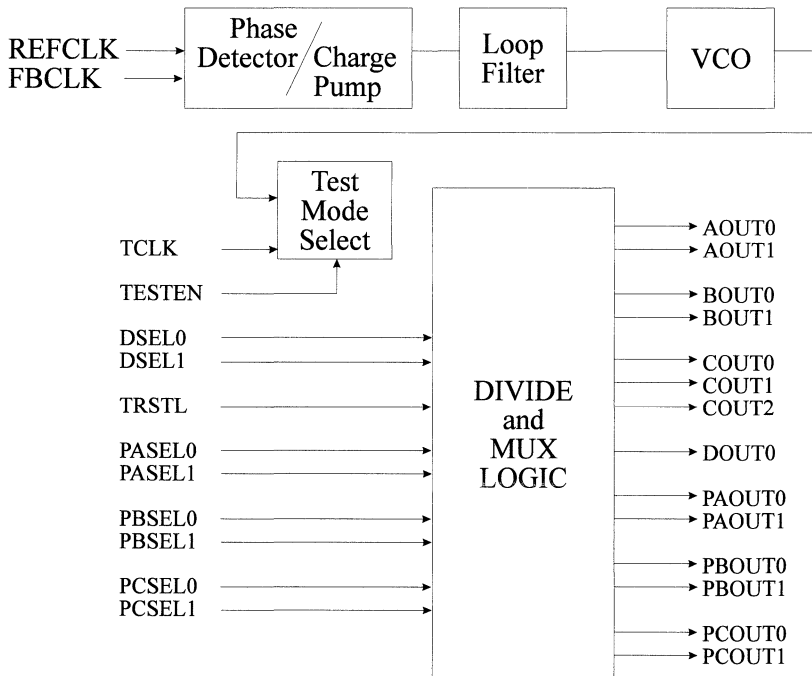 REFCLK
FBCLK
Phase
Detector / Charge
Pump
Loop
Filter
VCO
Test
Mode
Select
TCLK
TESTEN
DSEL0
DSEL1
TRSTL
PASEL0
PASEL1
PBSEL0
PBSEL1
PCSEL0
PCSEL1
DIVIDE
and
MUX
LOGIC
AOUT0
AOUT1
BOUT0
BOUT1
COUT0
COUT1
COUT2
DOUT0
PAOUT0
PAOUT1
PBOUT0
PBOUT1
PCOUT0
PCOUT1